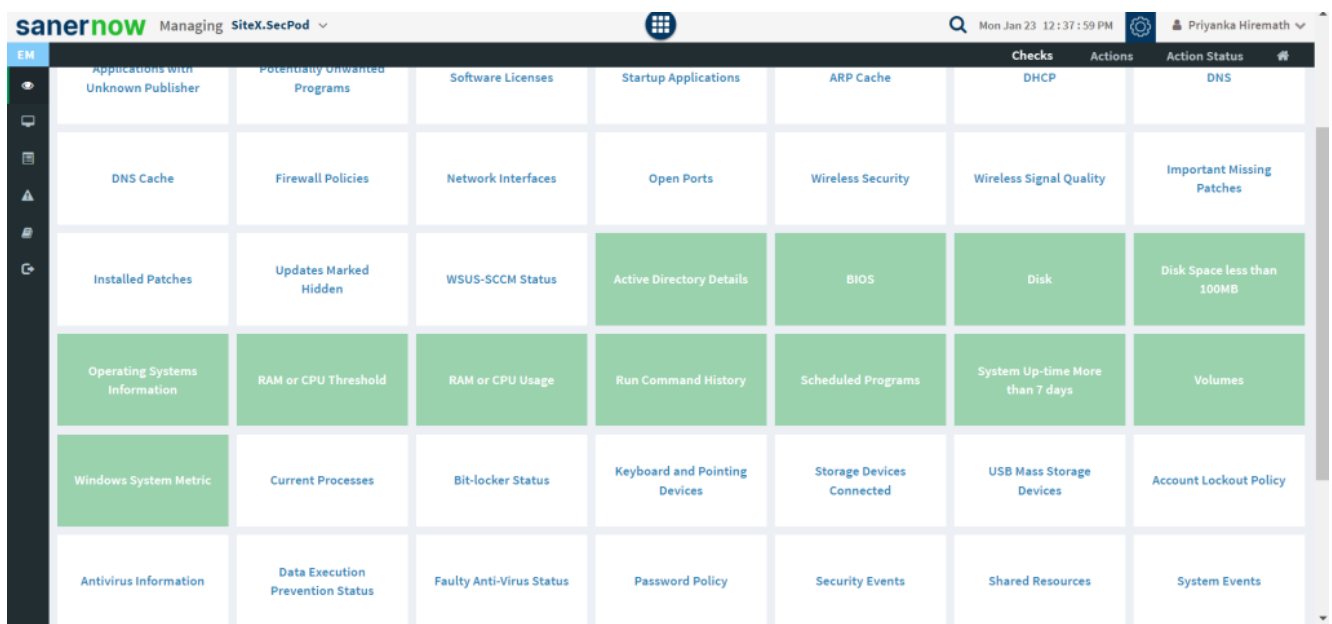 sanernow Managing SiteX.SecPod Mon Jan 23 12:37:59 PM Priyanka Hiremath
EM Checks Actions Action Status
Applications with
Unknown Publisher
Potentially Unwanted
Programs
Software Licenses
Startup Applications
ARP Cache
DHCP
DNS
DNS Cache
Firewall Policies
Network Interfaces
Open Ports
Wireless Security
Wireless Signal Quality
Important Missing
Patches
Installed Patches
Updates Marked
Hidden
WSUS-SCCM Status
Active Directory Details
BIOS
Disk
Disk Space less than
100MB
Operating Systems
Information
RAM or CPU Threshold
RAM or CPU Usage
Run Command History
Scheduled Programs
System Up-time More
than 7 days
Volumes
Windows System Metric
Current Processes
Bit-locker Status
Keyboard and Pointing
Devices
Storage Devices
Connected
USB Mass Storage
Devices
Account Lockout Policy
Antivirus Information
Data Execution
Prevention Status
Faulty Anti-Virus Status
Password Policy
Security Events
Shared Resources
System Events